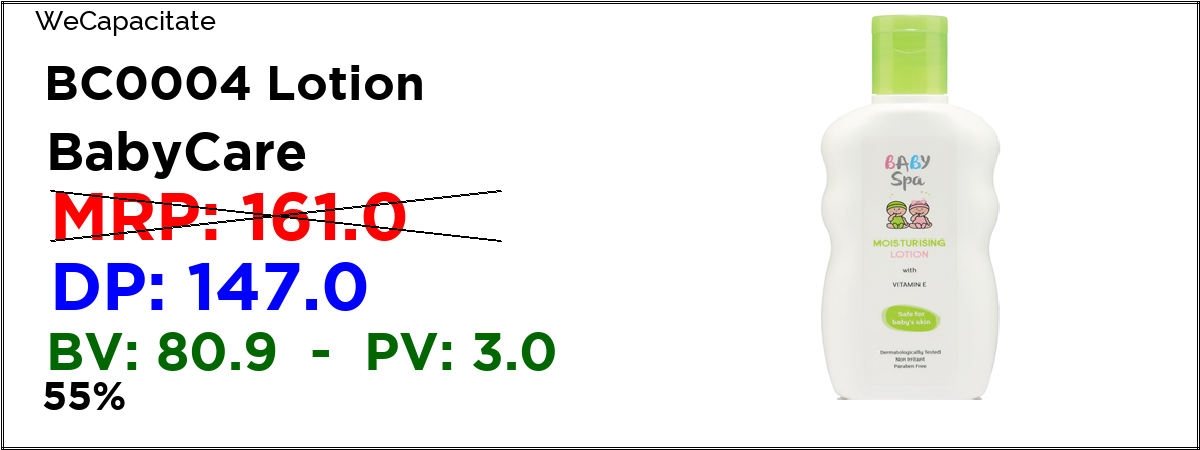 WeCapacitate
BC0004 Lotion
BabyCare
MRP: 161.0
DP: 147.0
BV: 80.9 - PV: 3.0
55%
BABY
Spa
MOISTURISING
LOTION
with
VITAMIN E
Safe for
baby's skin
Dermatologically Tested
Non Irritant
Paraben Free